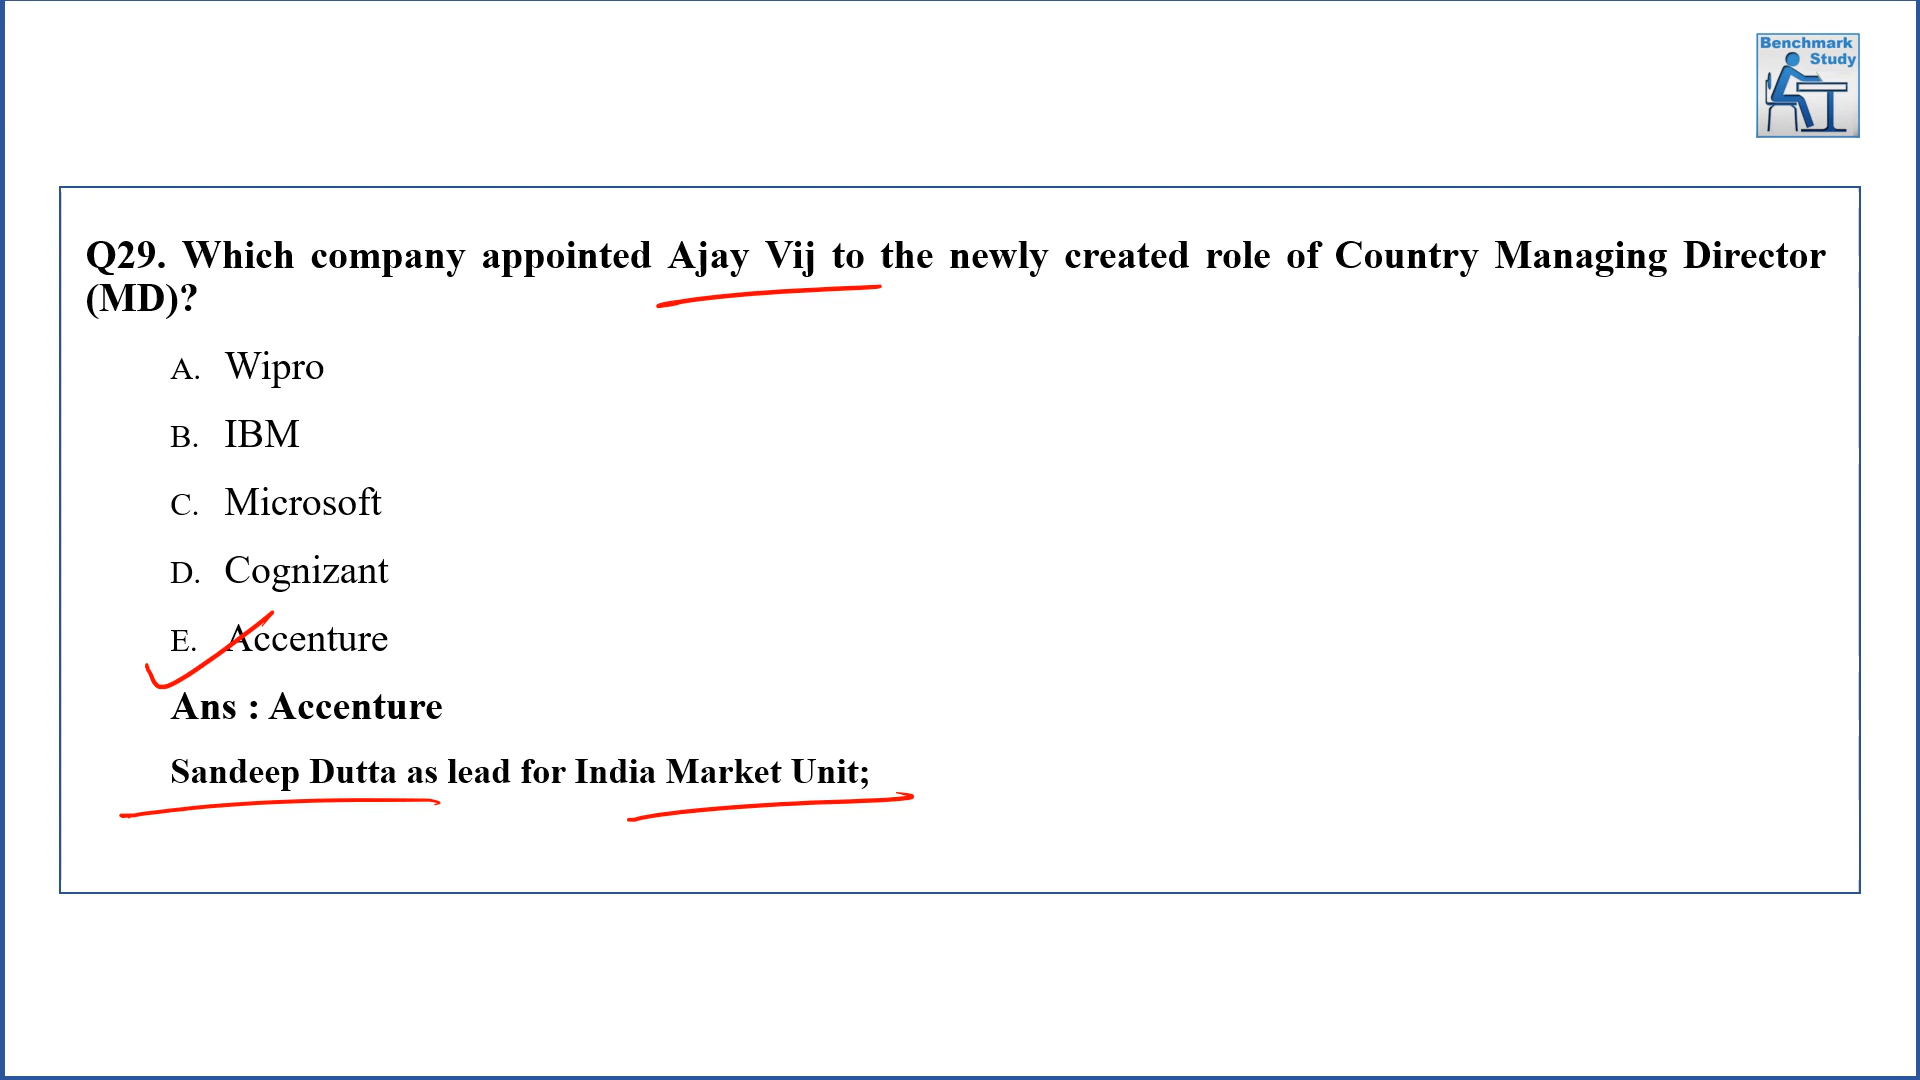 Benchmark
Study
Q29. Which company appointed Ajay Vij to the newly created role of Country Managing Director
(MD)?
A. Wipro
B. IBM
C. Microsoft
D. Cognizant
E. Accenture
Ans : Accenture
Sandeep Dutta as lead for India Market Unit;